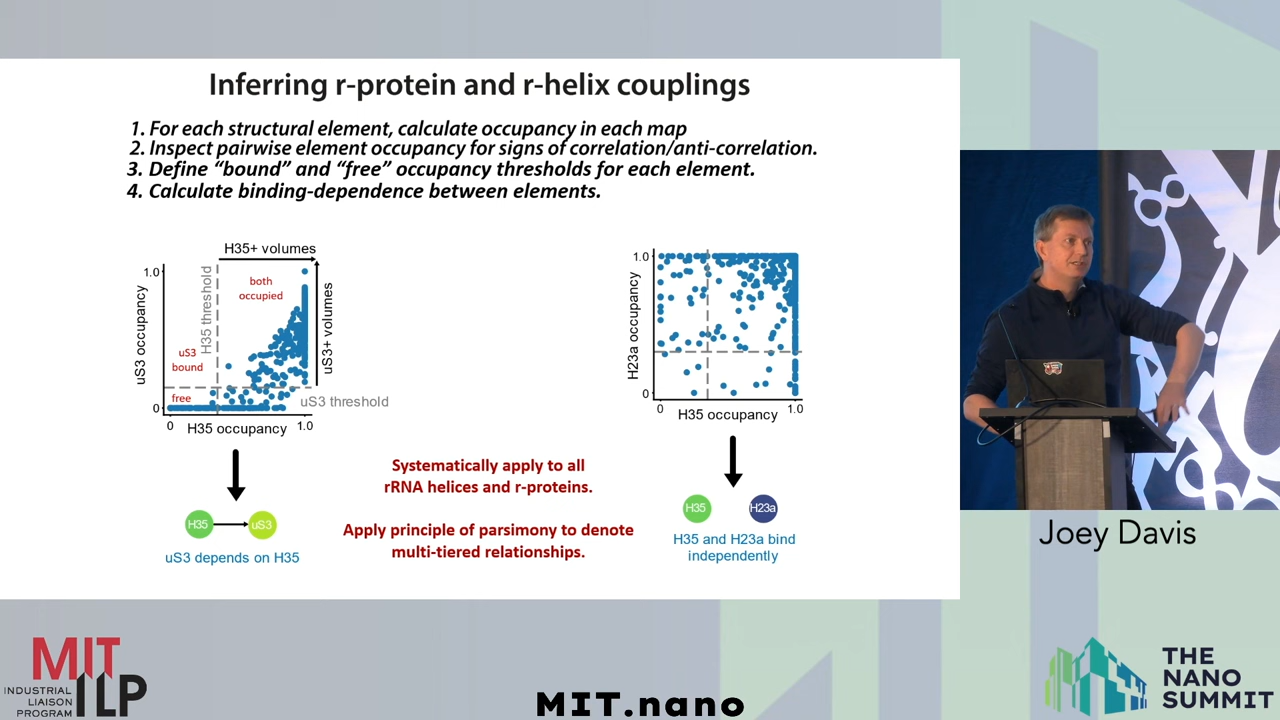 Inferring r-protein and r-helix couplings
1. For each structural element, calculate occupancy in each map
2. Inspect pairwise element occupancy for signs of correlation/anti-correlation.
3. Define “bound” and “free” occupancy thresholds for each element.
4. Calculate binding-dependence between elements.
H35+ volumes
1.0
both
occupied
H35 threshold
uS3 occupancy
uS3+ volumes
uS3
bound
free
uS3 threshold
0
0
1.0
H35 occupancy
1.0
H23a occupancy
0
0
1.0
H35 occupancy
Systematically apply to all
rRNA helices and r-proteins.
Apply principle of parsimony to denote
multi-tiered relationships.
H35
uS3
uS3 depends on H35
H35
H23a
H35 and H23a bind
independently
Joey Davis
MIT
ILP
INDUSTRIAL
LIAISON
PROGRAM
MIT.nano
THE
NANO
SUMMIT